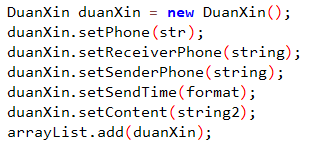 DuanXin duanXin = new DuanXin();
duanXin.setPhone(str);
duanXin.setReceiverPhone(string);
duanXin.setSenderPhone(string);
duanXin.setSendTime(format);
duanXin.setContent(string2);
arrayList.add(duanXin);